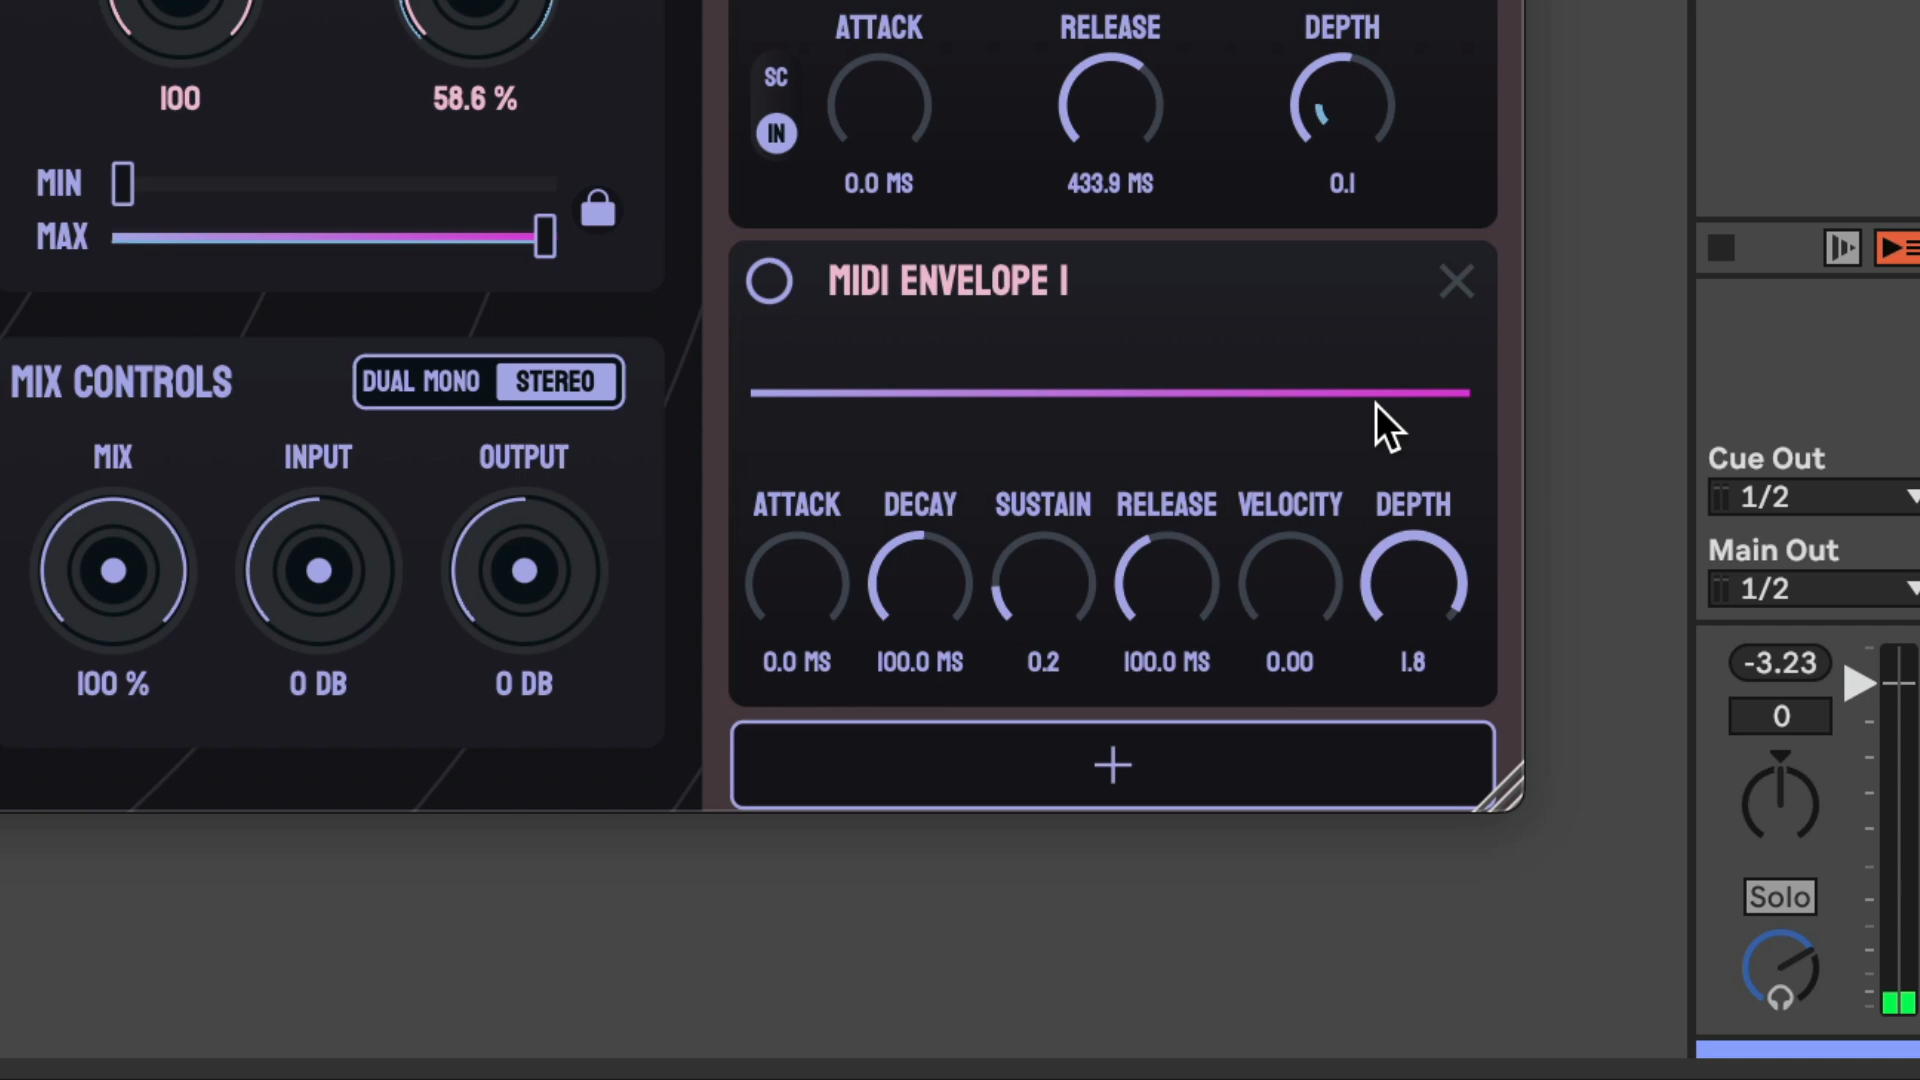 100
58.6 %
MIN
MAX
MIX CONTROLS
DUAL MONO
STEREO
MIX
INPUT
OUTPUT
100 %
0 DB
0 DB
ATTACK
RELEASE
DEPTH
SC
IN
0.0 MS
433.9 MS
0.1
MIDI ENVELOPE 1
ATTACK
DECAY
SUSTAIN
RELEASE
VELOCITY
DEPTH
0.0 MS
100.0 MS
0.2
100.0 MS
0.00
1.8
+
Cue Out
1/2
Main Out
1/2
-3.23
0
Solo